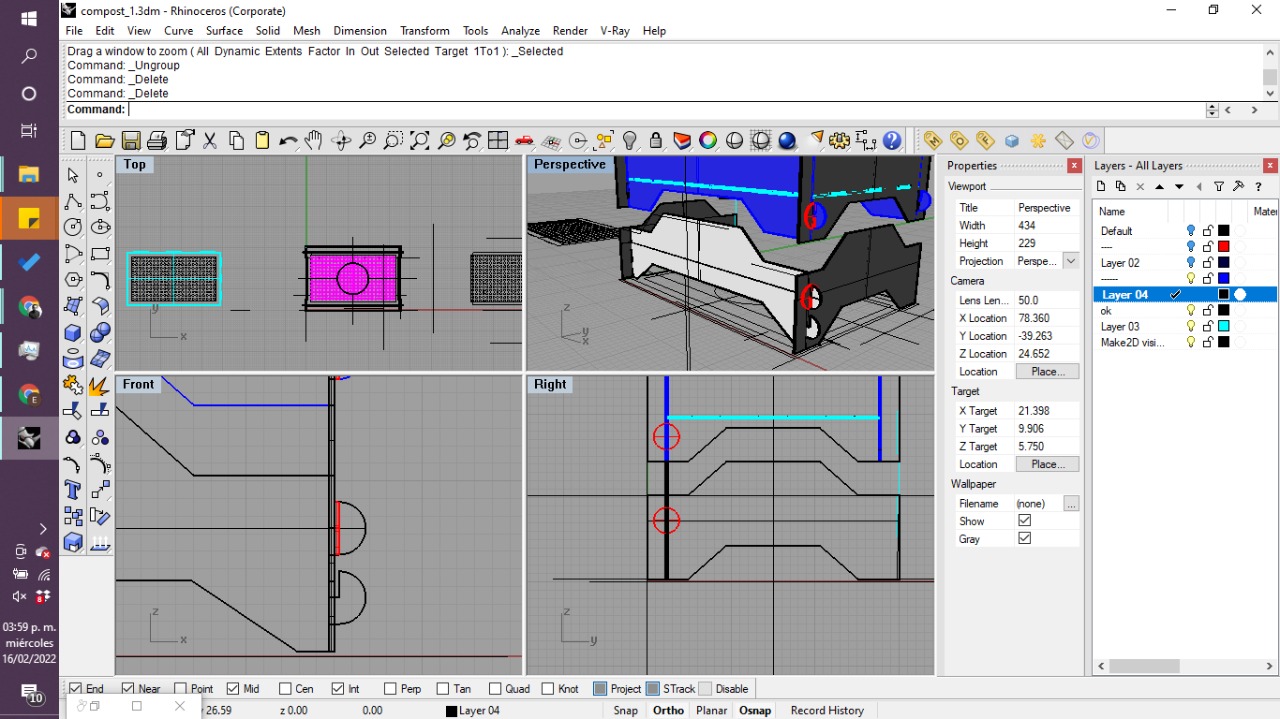 compost_1.3dm - Rhinoceros (Corporate)
File Edit View Curve Surface Solid Mesh Dimension Transform Tools Analyze Render V-Ray Help
Drag a window to zoom ( All Dynamic Extents Factor In Out Selected Target 1To1 ): _Selected
Command: _Ungroup
Command: _Delete
Command: _Delete
Command:
Top
y
x
Perspective
z
y
x
Front
z
x
Right
z
y
Properties
Viewport
Title Perspective
Width 434
Height 229
Projection Perspe...
Camera
Lens Len... 50.0
X Location 78.360
Y Location -39.263
Z Location 24.652
Location Place...
Target
X Target 21.398
Y Target 9.906
Z Target 5.750
Location Place...
Wallpaper
Filename (none) ...
Show
Gray
Layers - All Layers
Name Mater
Default
----
Layer 02
------
Layer 04
ok
Layer 03
Make2D visi...
End Near Point Mid Cen Int Perp Tan Quad Knot Project STrack Disable
26.59 z 0.00 0.00 Layer 04 Snap Ortho Planar Osnap Record History
03:59 p. m.
miércoles
16/02/2022
10